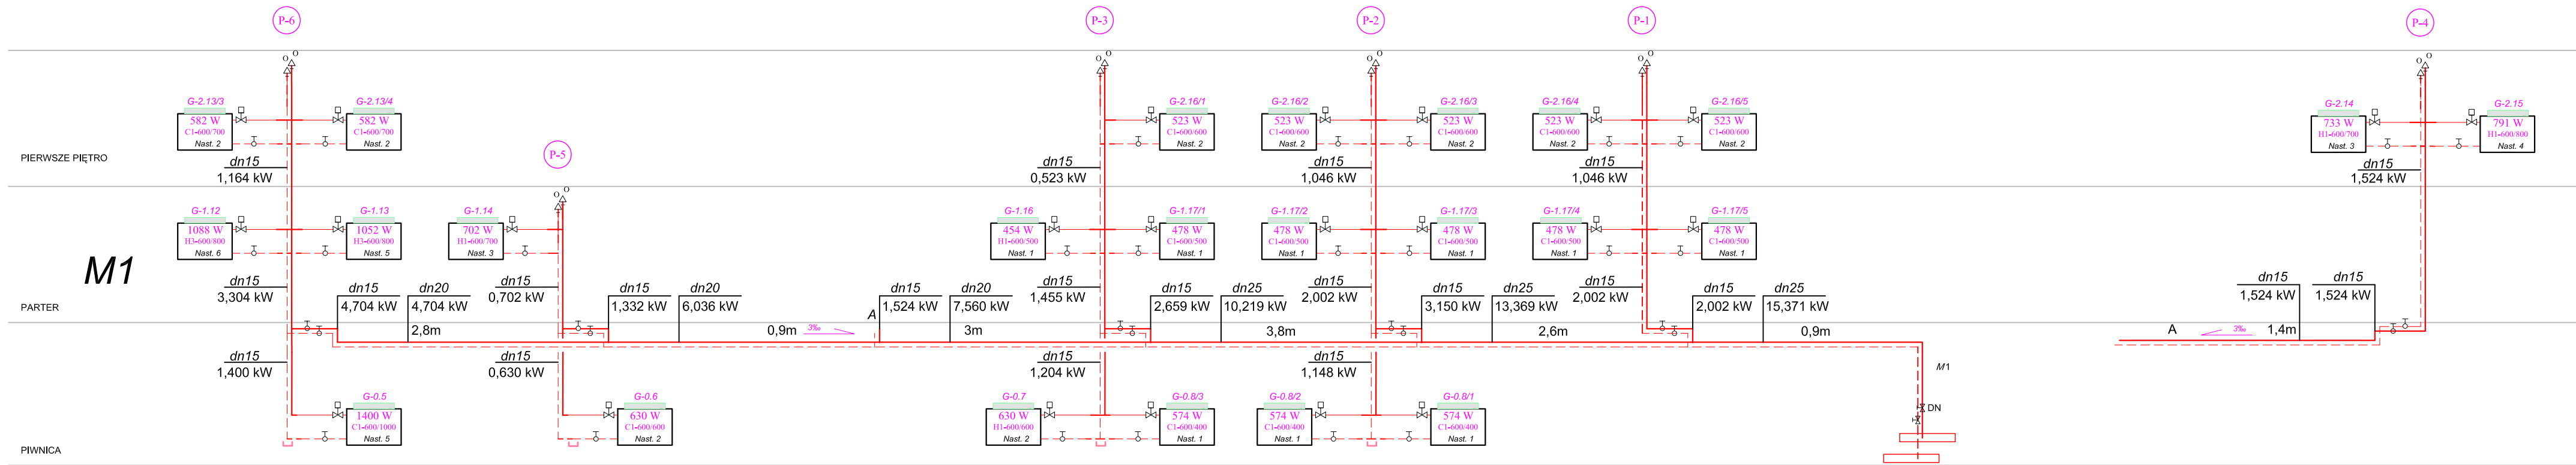 P-6
P-3
P-2
P-1
P-4
O
O
O
O
O
O
O
O
O
O
G-2.13/3
G-2.13/4
G-2.16/1
G-2.16/2
G-2.16/3
G-2.16/4
G-2.16/5
G-2.14
G-2.15
582 W
C1-600/700
Nast. 2
582 W
C1-600/700
Nast. 2
523 W
C1-600/600
Nast. 2
523 W
C1-600/600
Nast. 2
523 W
C1-600/600
Nast. 2
523 W
C1-600/600
Nast. 2
523 W
C1-600/600
Nast. 2
733 W
H1-600/700
Nast. 3
791 W
H1-600/800
Nast. 4
PIERWSZE PIĘTRO
P-5
dn15
1,164 kW
dn15
0,523 kW
dn15
1,046 kW
dn15
1,046 kW
dn15
1,524 kW
O
O
G-1.12
G-1.13
G-1.14
G-1.16
G-1.17/1
G-1.17/2
G-1.17/3
G-1.17/4
G-1.17/5
1088 W
H3-600/800
Nast. 6
1052 W
H3-600/800
Nast. 5
702 W
H1-600/700
Nast. 3
454 W
H1-600/500
Nast. 1
478 W
C1-600/500
Nast. 1
478 W
C1-600/500
Nast. 1
478 W
C1-600/500
Nast. 1
478 W
C1-600/500
Nast. 1
478 W
C1-600/500
Nast. 1
M1
PARTER
dn15
3,304 kW
dn15
4,704 kW
dn20
4,704 kW
2,8m
dn15
0,702 kW
dn15
1,332 kW
dn20
6,036 kW
0,9m
3‰
A
dn15
1,524 kW
dn20
7,560 kW
3m
dn15
1,455 kW
dn15
2,659 kW
dn25
10,219 kW
3,8m
dn15
2,002 kW
dn15
3,150 kW
dn25
13,369 kW
2,6m
dn15
2,002 kW
dn15
2,002 kW
dn25
15,371 kW
0,9m
A
3‰
1,4m
dn15
1,524 kW
dn15
1,524 kW
dn15
1,400 kW
dn15
0,630 kW
dn15
1,204 kW
dn15
1,148 kW
M1
DN
G-0.5
G-0.6
G-0.7
G-0.8/3
G-0.8/2
G-0.8/1
1400 W
C1-600/1000
Nast. 5
630 W
C1-600/600
Nast. 2
630 W
H1-600/600
Nast. 2
574 W
C1-600/400
Nast. 1
574 W
C1-600/400
Nast. 1
574 W
C1-600/400
Nast. 1
PIWNICA